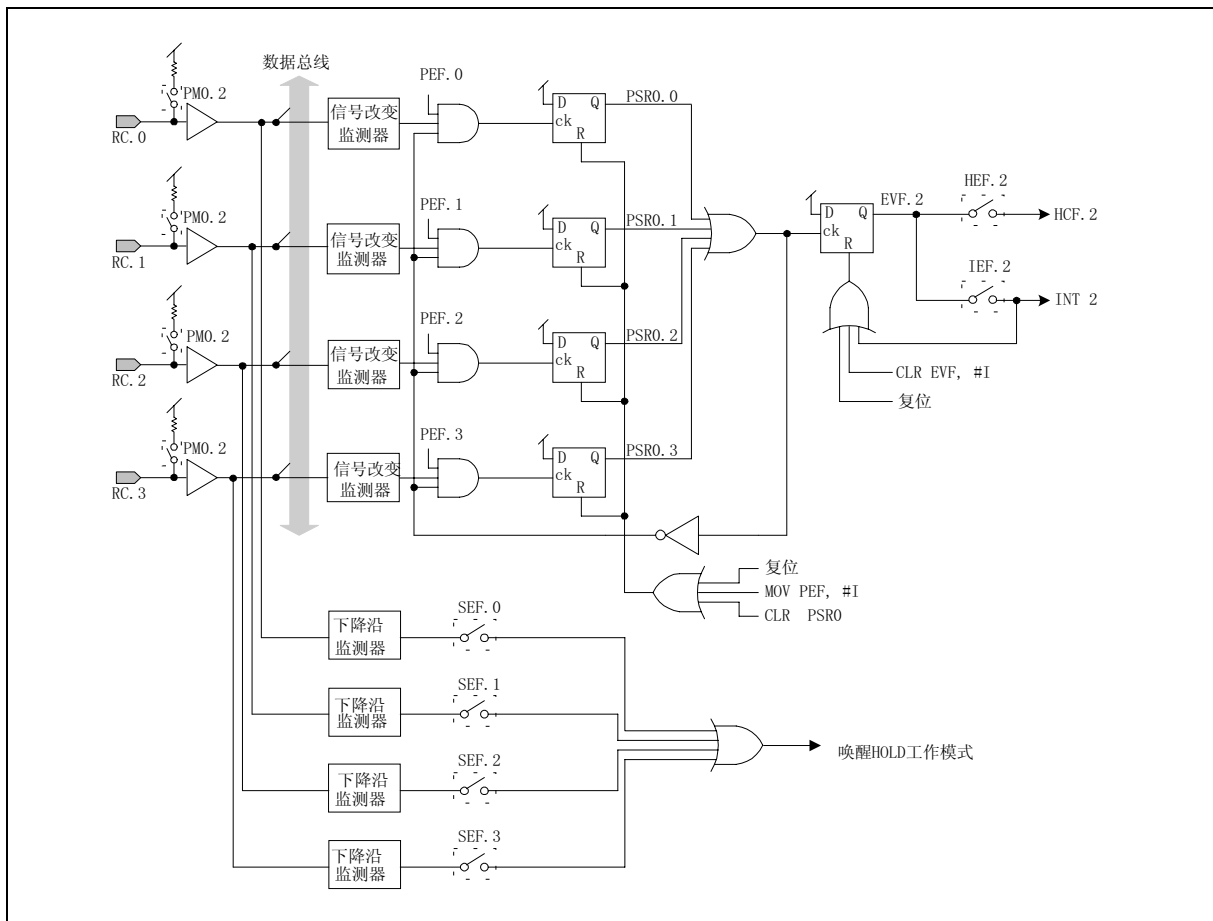 数据总线
PM0.2
RC.0
信号改变
监测器
PEF.0
D
Q
ck
R
PSR0.0
PM0.2
RC.1
信号改变
监测器
PEF.1
D
Q
ck
R
PSR0.1
PM0.2
RC.2
信号改变
监测器
PEF.2
D
Q
ck
R
PSR0.2
PM0.2
RC.3
信号改变
监测器
PEF.3
D
Q
ck
R
PSR0.3
D
Q
ck
R
EVF.2
HEF.2
HCF.2
IEF.2
INT 2
CLR EVF, #I
复位
复位
MOV PEF, #I
CLR PSR0
下降沿
监测器
SEF.0
下降沿
监测器
SEF.1
下降沿
监测器
SEF.2
下降沿
监测器
SEF.3
唤醒HOLD工作模式